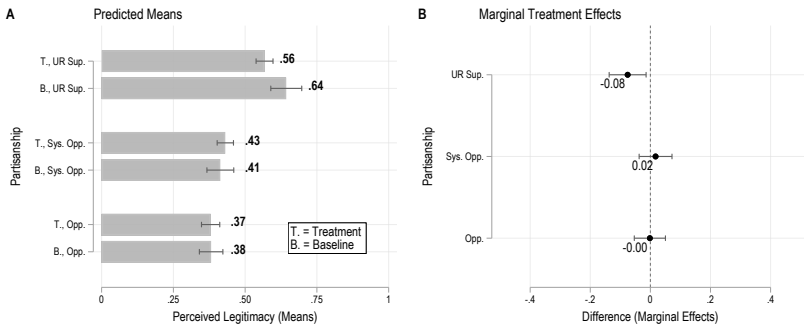 A Predicted Means
Partisanship
T., UR Sup.
.56
B., UR Sup.
.64
T., Sys. Opp.
.43
B., Sys. Opp.
.41
T., Opp.
.37
B., Opp.
.38
T. = Treatment
B. = Baseline
0 .25 .50 .75 1
Perceived Legitimacy (Means)
B Marginal Treatment Effects
Partisanship
UR Sup.
-0.08
Sys. Opp.
0.02
Opp.
-0.00
-.4 -.2 0 .2 .4
Difference (Marginal Effects)